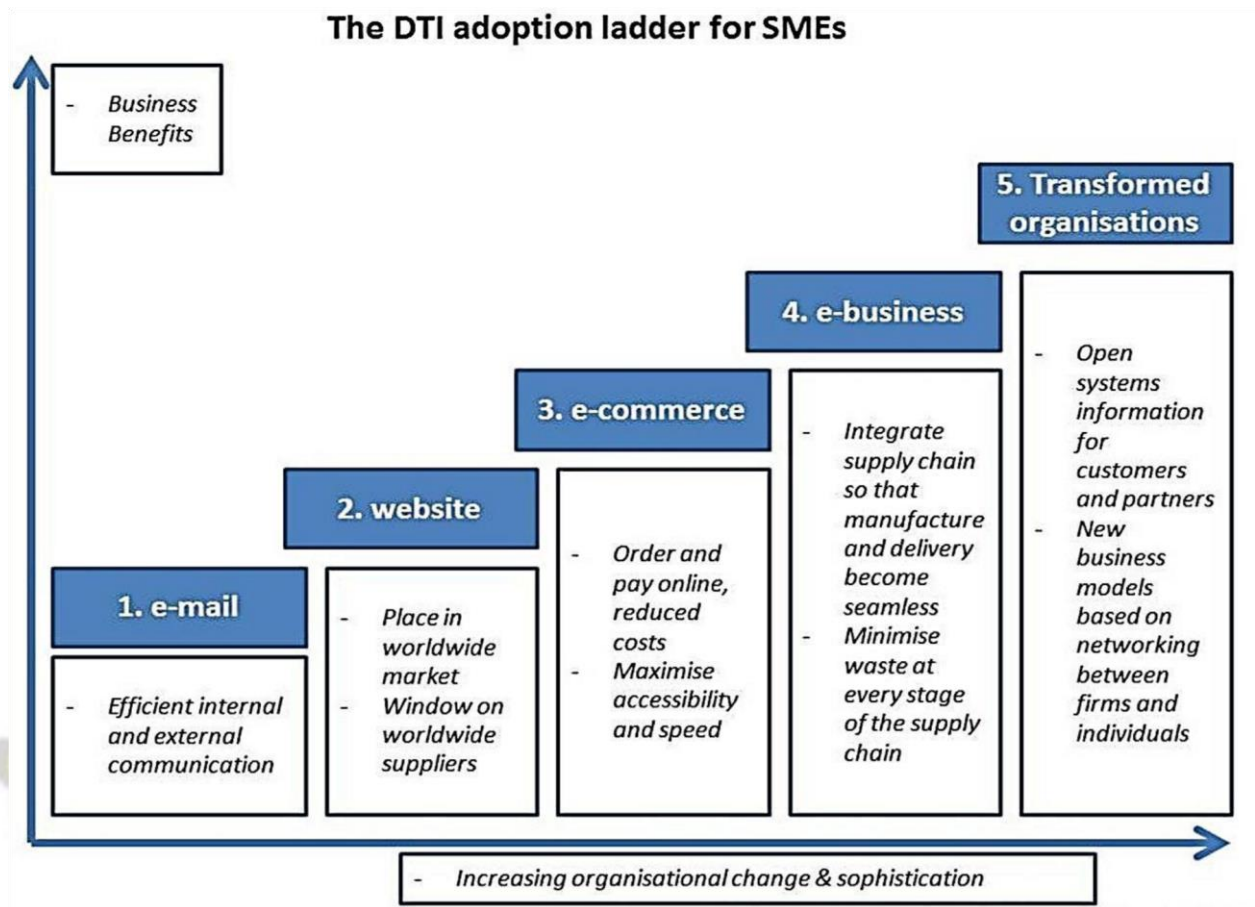 The DTI adoption ladder for SMEs
- Business
Benefits
5. Transformed
organisations
- Open
systems
information
for
customers
and partners
- New
business
models
based on
networking
between
firms and
individuals
4. e-business
- Integrate
supply chain
so that
manufacture
and delivery
become
seamless
- Minimise
waste at
every stage
of the supply
chain
3. e-commerce
- Order and
pay online,
reduced
costs
- Maximise
accessibility
and speed
2. website
- Place in
worldwide
market
- Window on
worldwide
suppliers
1. e-mail
- Efficient internal
and external
communication
- Increasing organisational change & sophistication